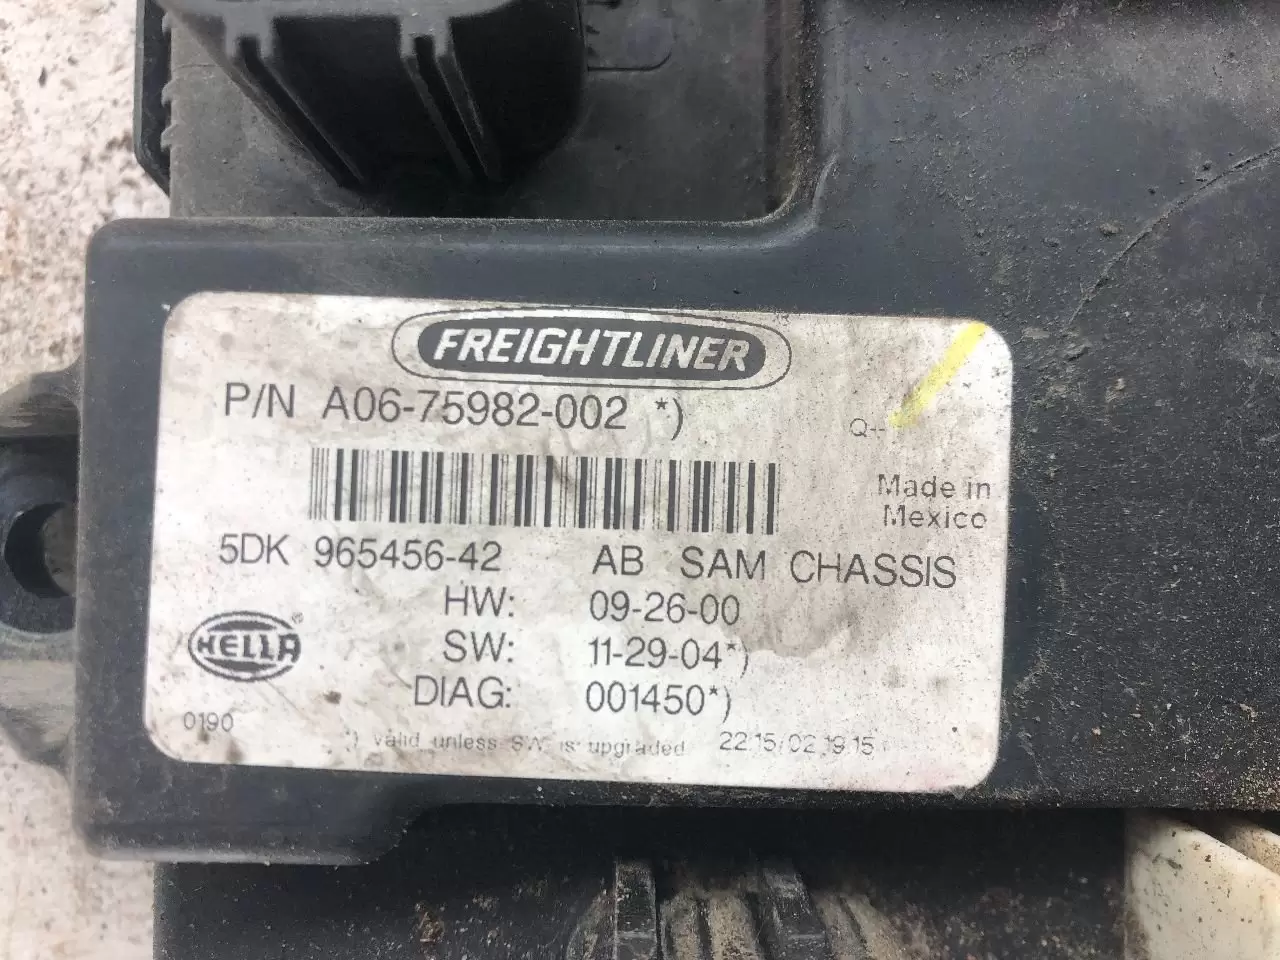 FREIGHTLINER
P/N A06-75982-002 *)
Q--
Made in
Mexico
5DK 965456-42 AB SAM CHASSIS
HW: 09-26-00
SW: 11-29-04*)
HELLA®
DIAG: 001450*)
0190
*) valid unless SW is upgraded 22.15/02 19:15